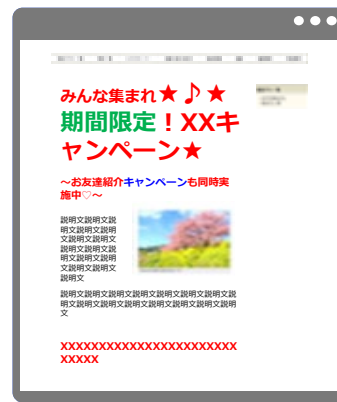 みんな集まれ★♪★
期間限定！XXキ
ャンペーン★
～お友達紹介キャンペーンも同時実
施中♡～
説明文説明文説
明文説明文説明
文説明文説明文
説明文説明文説
明文説明文説明
文説明文説明文
説明文
説明文説明文説明文説明文説明文説明文説明文説
明文説明文説明文説明文説明文説明文説明文説明
文
XXXXXXXXXXXXXXXXXXXXXXX
XXXXX